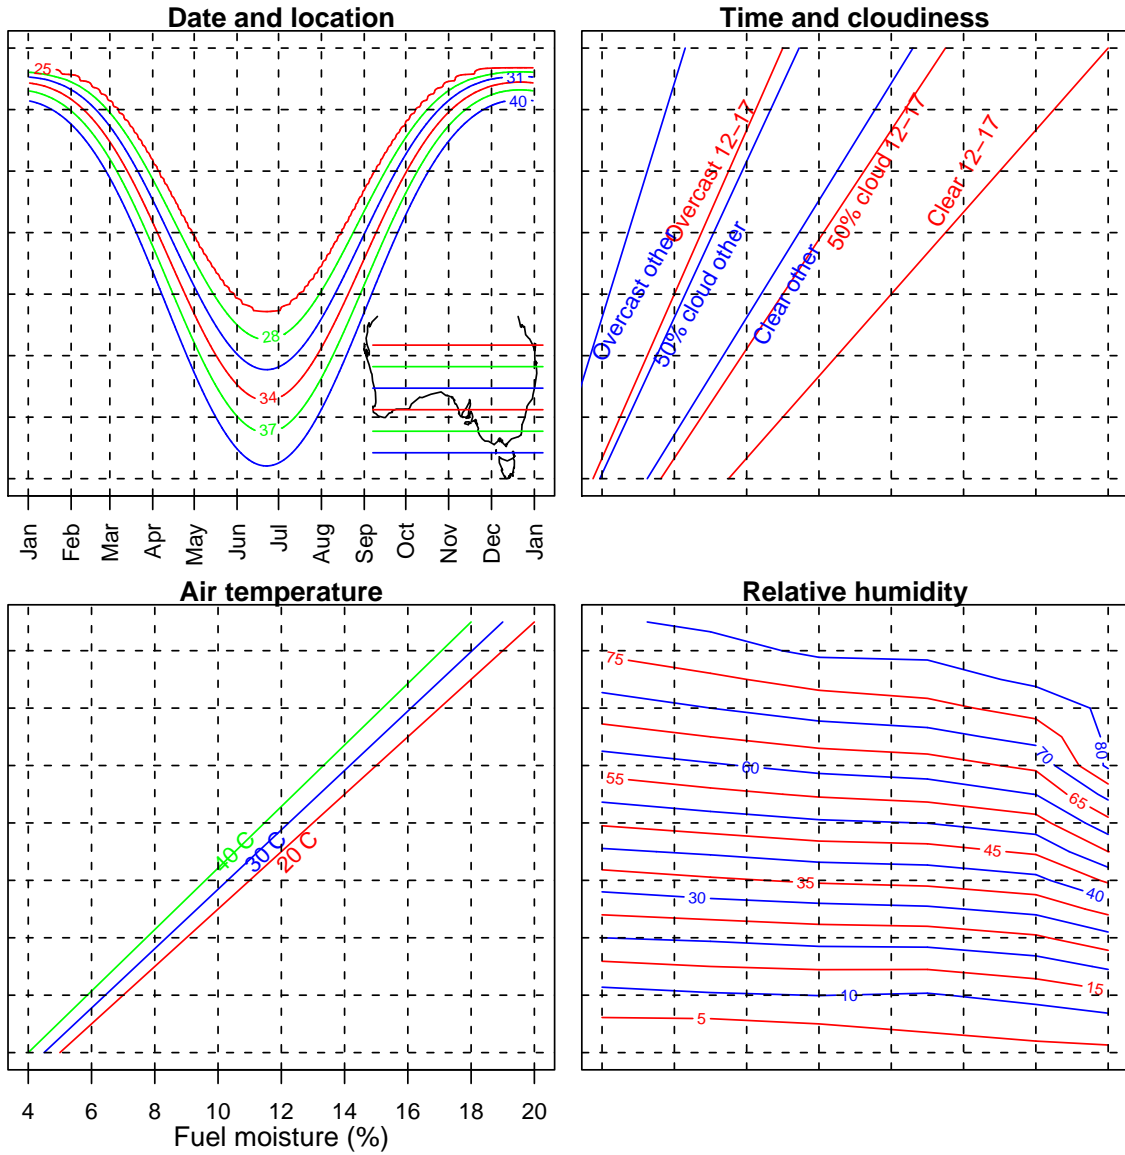 Date and location
Time and cloudiness
25
31
40
28
34
37
Overcast other
Overcast 12−17
50% cloud other
Clear other
50% cloud 12−17
Clear 12−17
Jan
Feb
Mar
Apr
May
Jun
Jul
Aug
Sep
Oct
Nov
Dec
Jan
Air temperature
Relative humidity
40 C
30 C
20 C
75
80
70
60
55
65
45
40
35
30
15
10
5
4
6
8
10
12
14
16
18
20
Fuel moisture (%)